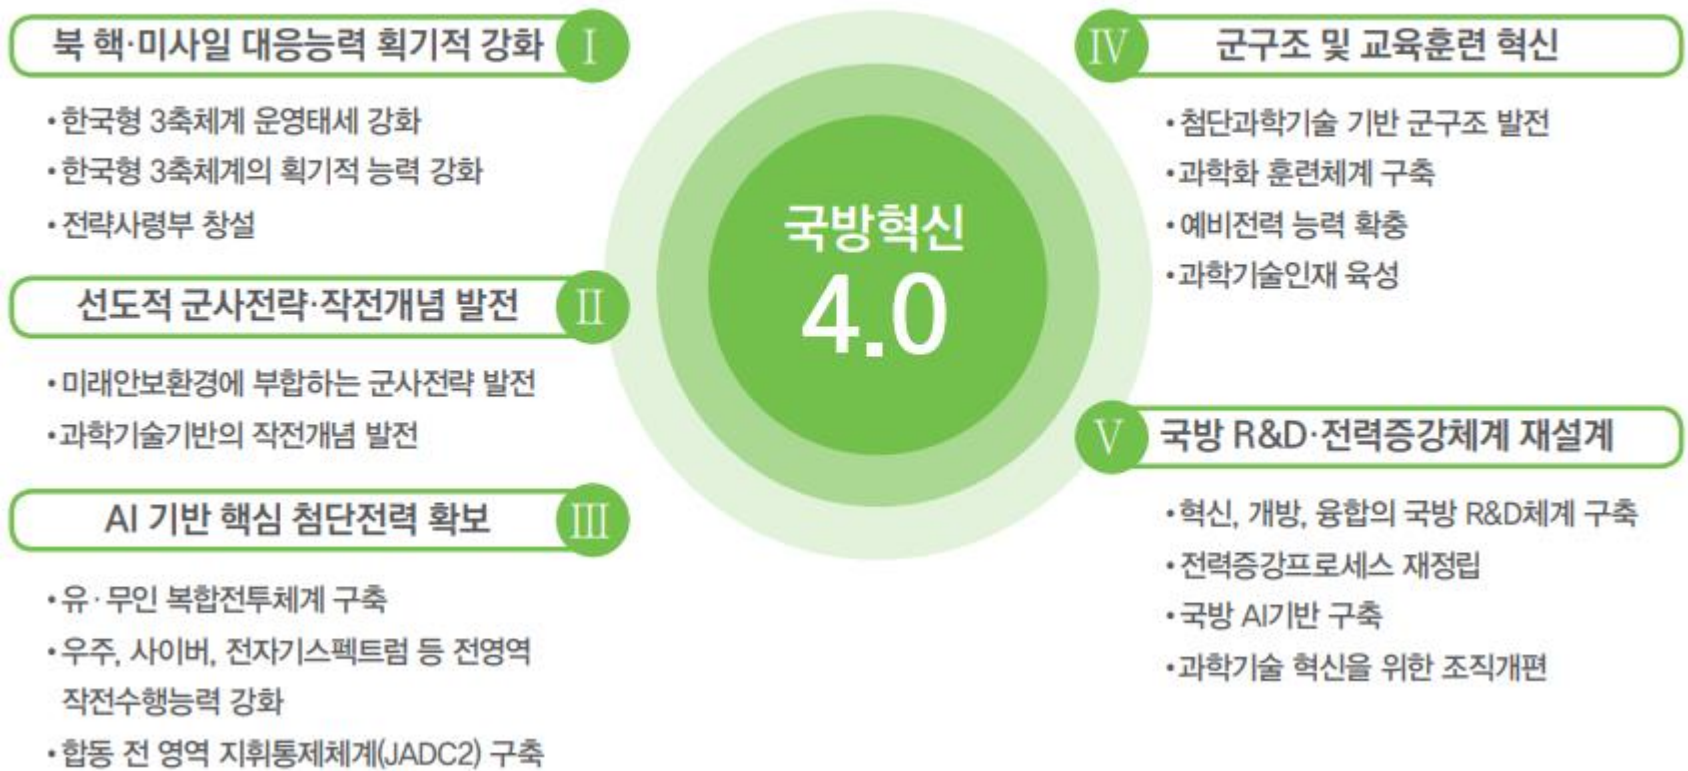 북 핵·미사일 대응능력 획기적 강화 Ⅰ
•한국형 3축체계 운영태세 강화
•한국형 3축체계의 획기적 능력 강화
•전략사령부 창설
선도적 군사전략·작전개념 발전 Ⅱ
•미래안보환경에 부합하는 군사전략 발전
•과학기술기반의 작전개념 발전
AI 기반 핵심 첨단전력 확보 Ⅲ
•유·무인 복합전투체계 구축
•우주, 사이버, 전자기스펙트럼 등 전영역
작전수행능력 강화
•합동 전 영역 지휘통제체계(JADC2) 구축
국방혁신
4.0
Ⅳ 군구조 및 교육훈련 혁신
•첨단과학기술 기반 군구조 발전
•과학화 훈련체계 구축
•예비전력 능력 확충
•과학기술인재 육성
Ⅴ 국방 R&D·전력증강체계 재설계
•혁신, 개방, 융합의 국방 R&D체계 구축
•전력증강프로세스 재정립
•국방 AI기반 구축
•과학기술 혁신을 위한 조직개편